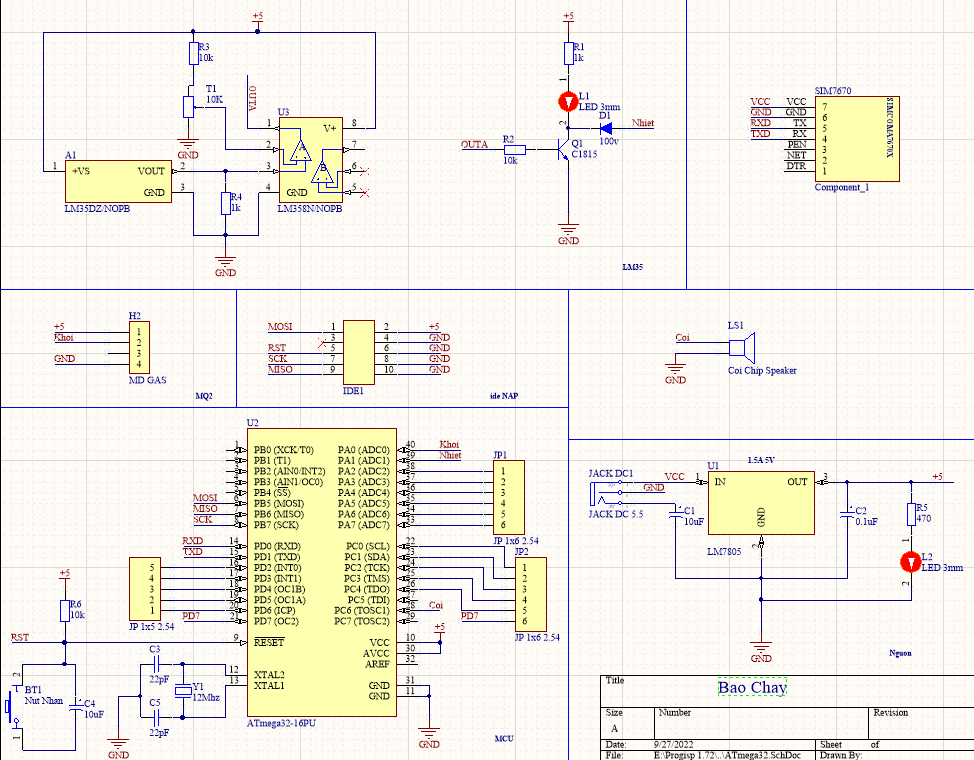 +5
R3
10k
T1
10K
OUTA
U3
V+
8
1
2
7
A
3
6
B
5
4
GND
LM358N/NOPB
GND
A1
1
+VS
VOUT
2
GND
3
LM35DZ/NOPB
R4
1k
GND
+5
R1
1k
1
L1
LED 3mm
2
D1
100v
Nhiet
OUTA
R2
10k
Q1
C1815
GND
LM35
SIM7670
VCC VCC 7
GND GND 6
RXD TX 5
TXD RX 4
PEN 3
NET 2
DTR 1
SIMCOMA7670X
Component_1
H2
+5 1
Khoi 2
3
GND 4
MD GAS
MQ2
MOSI 1 2 +5
3 4 GND
RST 5 6 GND
SCK 7 8 GND
MISO 9 10 GND
IDE1
ide NAP
LS1
Coi
GND
Coi Chip Speaker
U2
1 PB0 (XCK/T0) PA0 (ADC0) 40 Khoi
PB1 (T1) PA1 (ADC1) 39 Nhiet
PB2 (AIN0/INT2) PA2 (ADC2) 38
PB3 (AIN1/OC0) PA3 (ADC3) 37
PB4 (SS) PA4 (ADC4) 36
MOSI PB5 (MOSI) PA5 (ADC5) 35
MISO PB6 (MISO) PA6 (ADC6) 34
SCK PB7 (SCK) PA7 (ADC7) 33
JP1
1
2
3
4
5
6
JP 1x6 2.54
RXD 14 PD0 (RXD) PC0 (SCL) 22
TXD 15 PD1 (TXD) PC1 (SDA) 23
16 PD2 (INT0) PC2 (TCK) 24
17 PD3 (INT1) PC3 (TMS) 25
18 PD4 (OC1B) PC4 (TDO) 26
19 PD5 (OC1A) PC5 (TDI) 27
20 PD6 (ICP) PC6 (TOSC1) 28 Coi
PD7 21 PD7 (OC2) PC7 (TOSC2) 29
JP2
1
2
3
4
5
PD7 6
JP 1x6 2.54
5
4
3
2
1
JP 1x5 2.54
+5
R6
10k
RST
9 RESET
VCC 10
AVCC 30
AREF 32
+5
12 XTAL2
13 XTAL1
GND 31
GND 11
GND
ATmega32-16PU
MCU
2
BT1
Nut Nhan
1
C4
10uF
C3
22pF
Y1
12Mhz
C5
22pF
GND
JACK DC1
VCC
GND
JACK DC 5.5
C1
10uF
1.5A 5V
U1
1 IN OUT 3
GND
2
LM7805
C2
0.1uF
+5
R5
470
1
L2
LED 3mm
2
GND
Nguon
Title
Bao Chay
Size
Number
Revision
A
Date: 9/27/2022 Sheet of
File: E:\Progisp 1.72\..\ATmega32.SchDoc Drawn By: